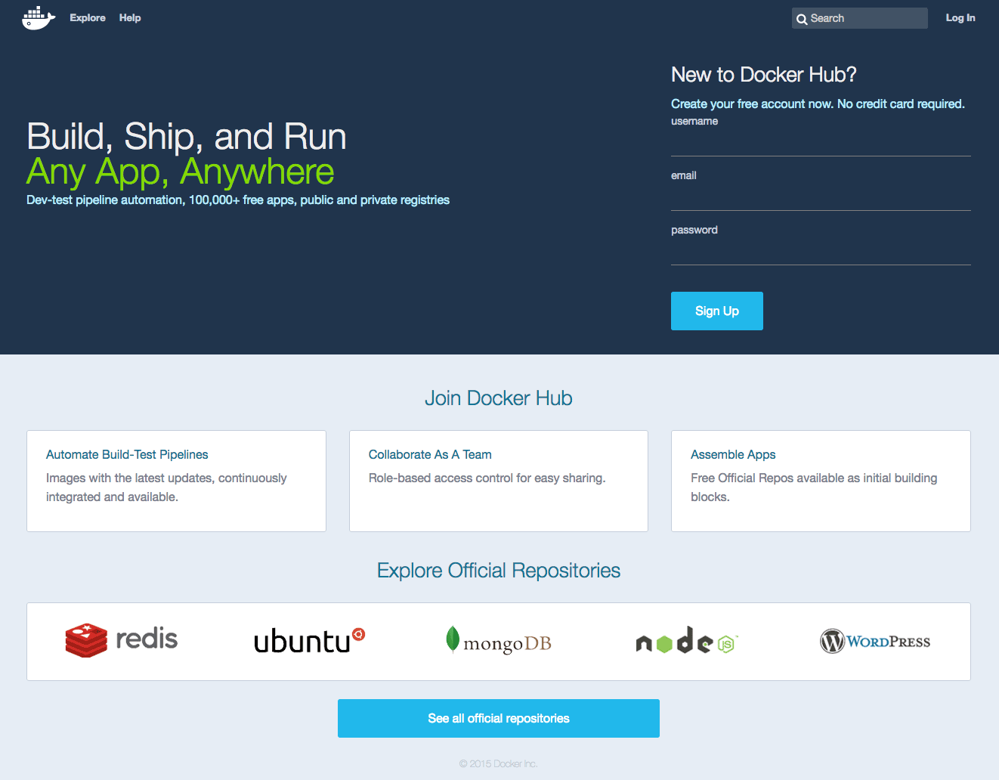 Explore Help
Search
Log In
New to Docker Hub?
Create your free account now. No credit card required.
username
email
password
Sign Up
Build, Ship, and Run
Any App, Anywhere
Dev-test pipeline automation, 100,000+ free apps, public and private registries
Join Docker Hub
Automate Build-Test Pipelines
Images with the latest updates, continuously
integrated and available.
Collaborate As A Team
Role-based access control for easy sharing.
Assemble Apps
Free Official Repos available as initial building
blocks.
Explore Official Repositories
redis
ubuntu
mongoDB
node JS™
WORDPRESS
See all official repositories
© 2015 Docker Inc.